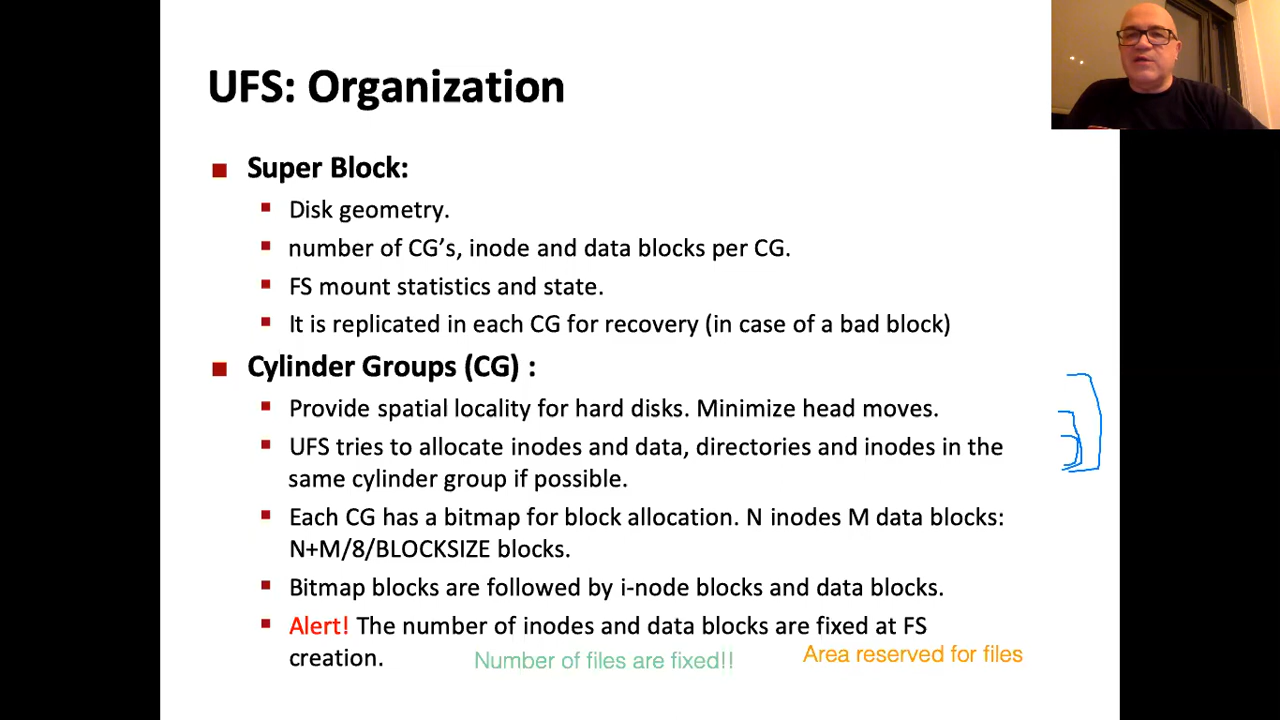 UFS: Organization
Super Block:
Disk geometry.
number of CG’s, inode and data blocks per CG.
FS mount statistics and state.
It is replicated in each CG for recovery (in case of a bad block)
Cylinder Groups (CG) :
Provide spatial locality for hard disks. Minimize head moves.
UFS tries to allocate inodes and data, directories and inodes in the
same cylinder group if possible.
Each CG has a bitmap for block allocation. N inodes M data blocks:
N+M/8/BLOCKSIZE blocks.
Bitmap blocks are followed by i-node blocks and data blocks.
Alert! The number of inodes and data blocks are fixed at FS
creation.
Number of files are fixed!!
Area reserved for files